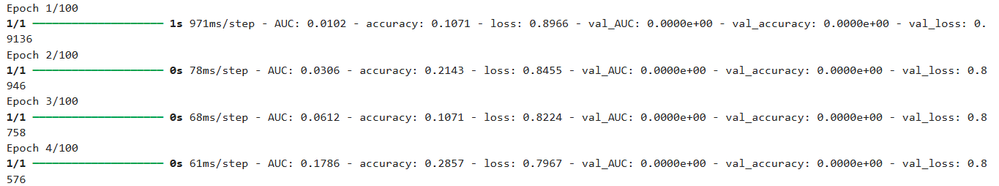 Epoch 1/100
1/1 ━━━━━━━━━━━━━━━━━━━━ 1s 971ms/step - AUC: 0.0102 - accuracy: 0.1071 - loss: 0.8966 - val_AUC: 0.0000e+00 - val_accuracy: 0.0000e+00 - val_loss: 0.
9136
Epoch 2/100
1/1 ━━━━━━━━━━━━━━━━━━━━ 0s 78ms/step - AUC: 0.0306 - accuracy: 0.2143 - loss: 0.8455 - val_AUC: 0.0000e+00 - val_accuracy: 0.0000e+00 - val_loss: 0.8
946
Epoch 3/100
1/1 ━━━━━━━━━━━━━━━━━━━━ 0s 68ms/step - AUC: 0.0612 - accuracy: 0.1071 - loss: 0.8224 - val_AUC: 0.0000e+00 - val_accuracy: 0.0000e+00 - val_loss: 0.8
758
Epoch 4/100
1/1 ━━━━━━━━━━━━━━━━━━━━ 0s 61ms/step - AUC: 0.1786 - accuracy: 0.2857 - loss: 0.7967 - val_AUC: 0.0000e+00 - val_accuracy: 0.0000e+00 - val_loss: 0.8
576